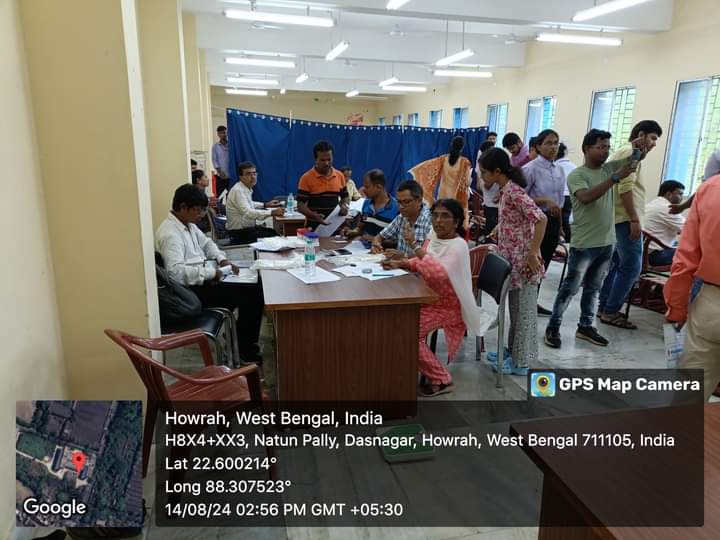 GPS Map Camera
Howrah, West Bengal, India
H8X4+XX3, Natun Pally, Dasnagar, Howrah, West Bengal 711105, India
Lat 22.600214°
Long 88.307523°
14/08/24 02:56 PM GMT +05:30
Google